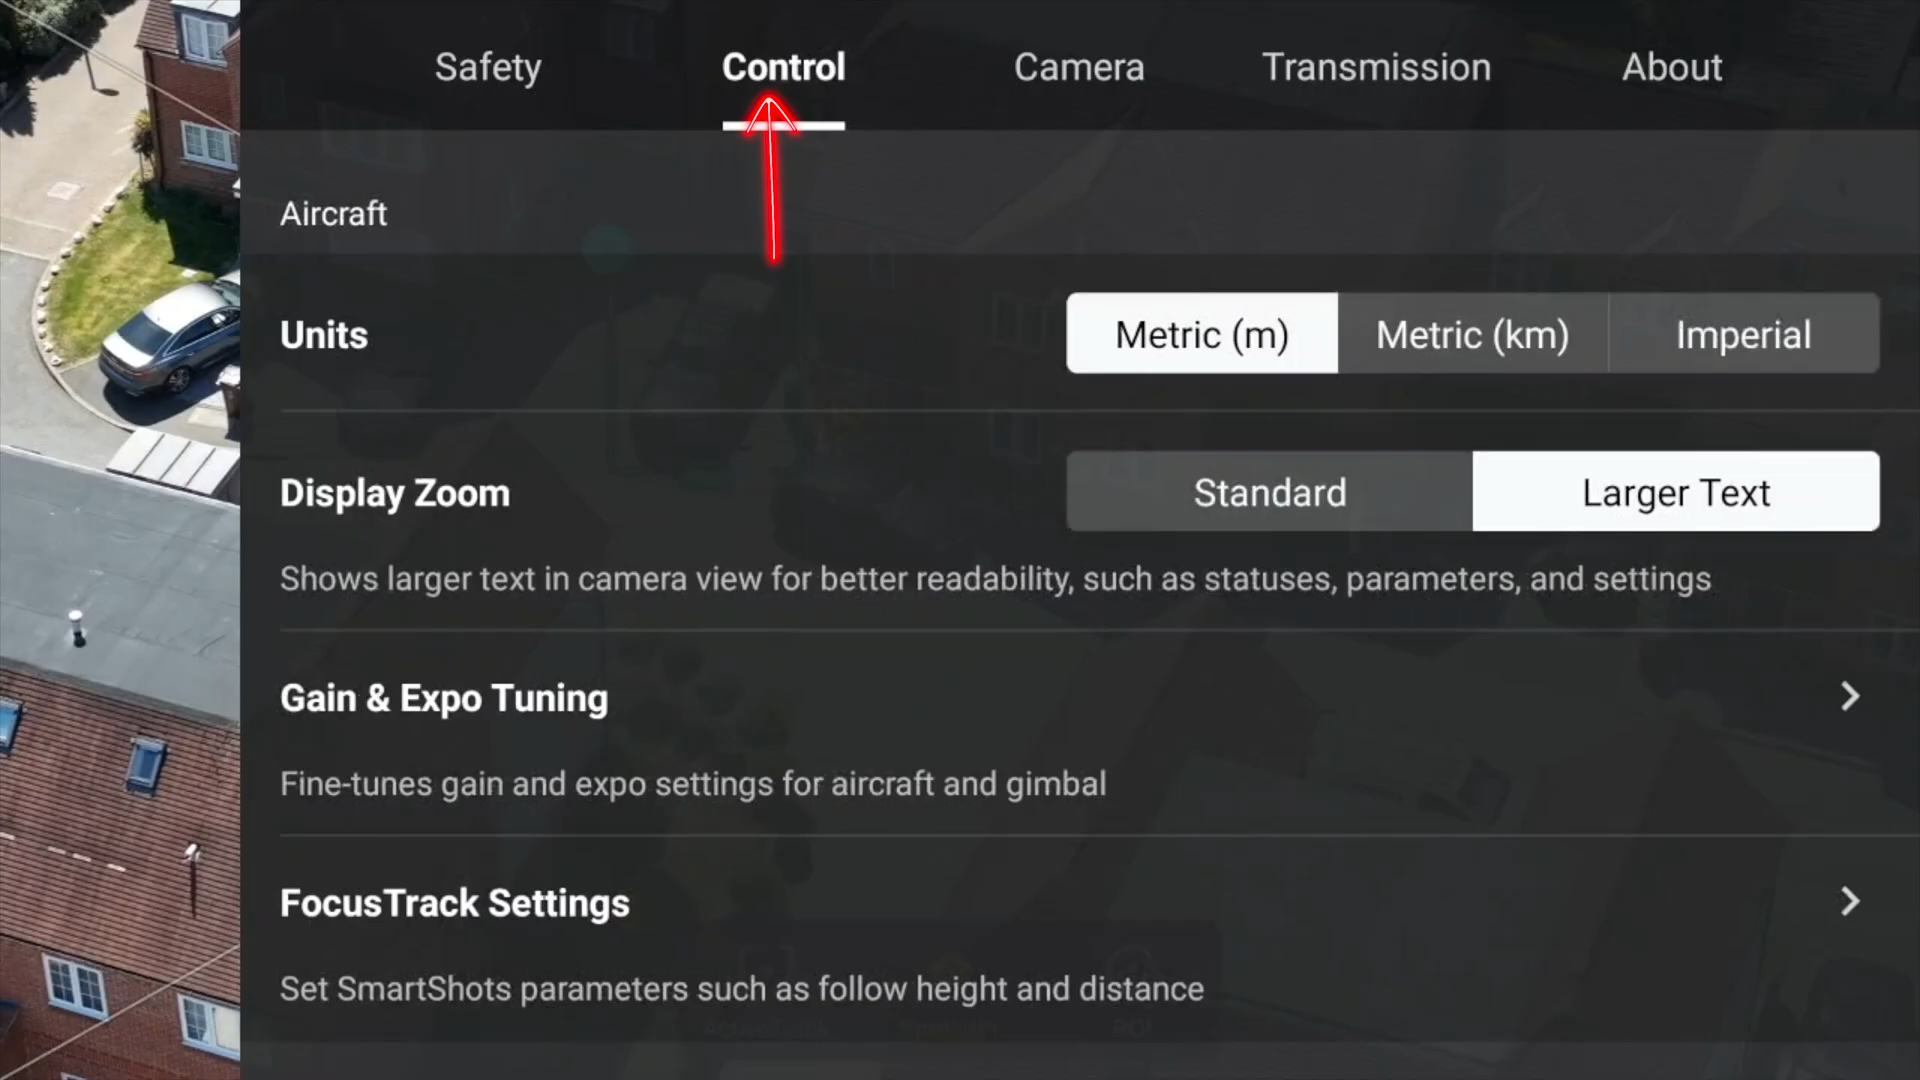 Safety Control Camera Transmission About
Aircraft
Units Metric (m) Metric (km) Imperial
Display Zoom Standard Larger Text
Shows larger text in camera view for better readability, such as statuses, parameters, and settings
Gain & Expo Tuning
Fine-tunes gain and expo settings for aircraft and gimbal
FocusTrack Settings
Set SmartShots parameters such as follow height and distance